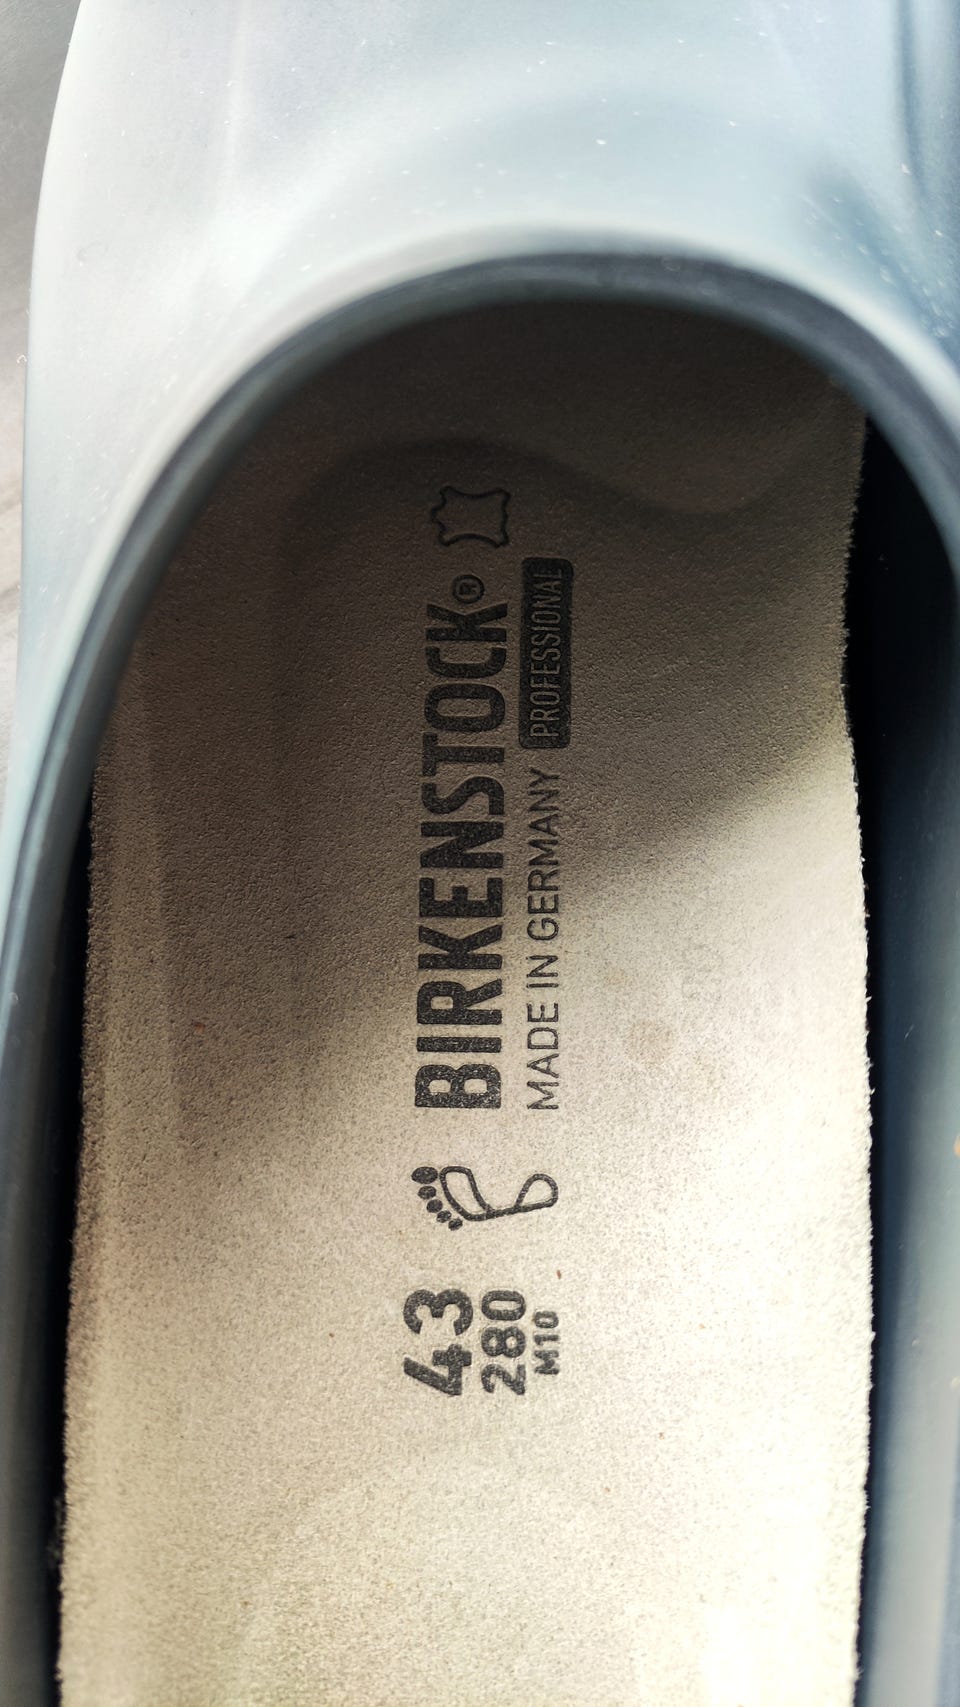 43
280
M10
BIRKENSTOCK®
MADE IN GERMANY PROFESSIONAL